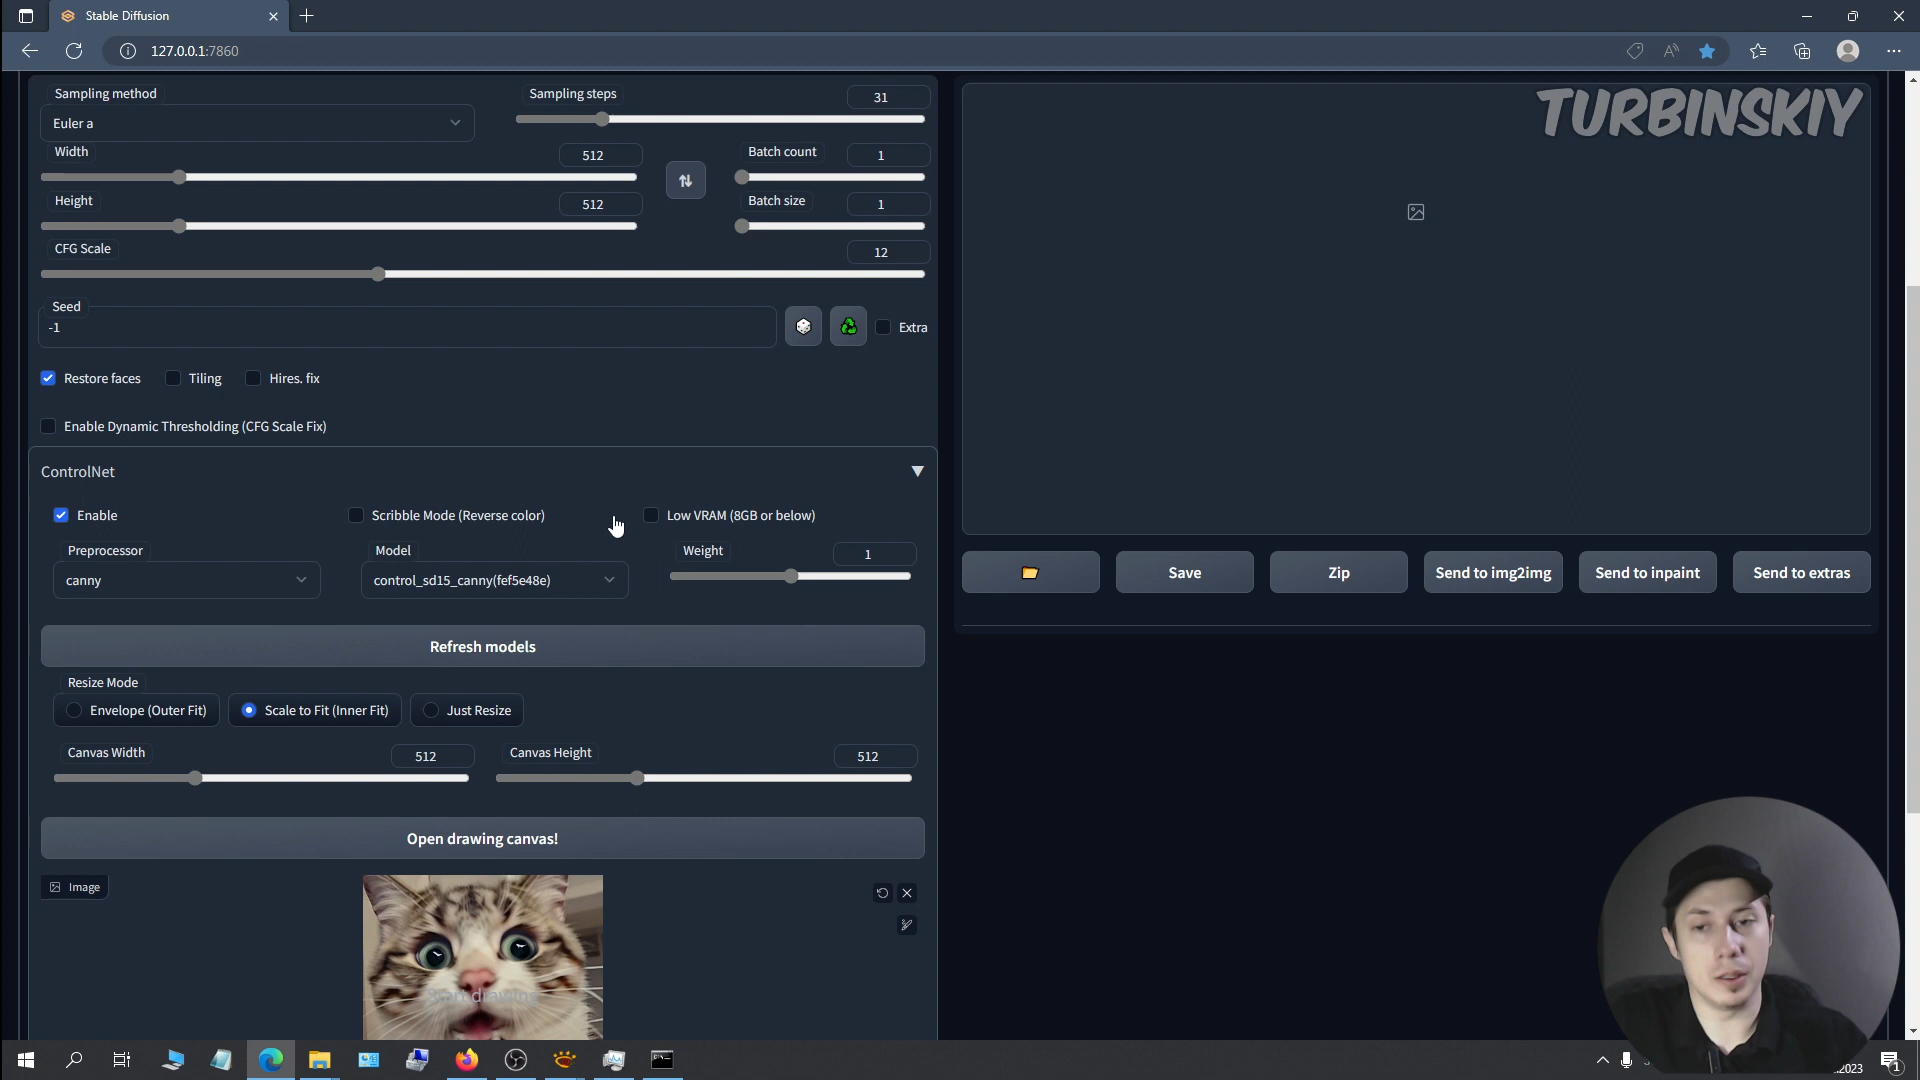 Stable Diffusion
127.0.0.1:7860
TURBINSKIY
Sampling method
Sampling steps
31
Euler a
Width
512
Batch count
1
Height
512
Batch size
1
CFG Scale
12
Seed
-1
Extra
Restore faces
Tiling
Hires. fix
Enable Dynamic Thresholding (CFG Scale Fix)
ControlNet
Enable
Scribble Mode (Reverse color)
Low VRAM (8GB or below)
Preprocessor
Model
Weight
1
canny
control_sd15_canny(fef5e48e)
Save
Zip
Send to img2img
Send to inpaint
Send to extras
Refresh models
Resize Mode
Envelope (Outer Fit)
Scale to Fit (Inner Fit)
Just Resize
Canvas Width
512
Canvas Height
512
Open drawing canvas!
Image
Start drawing
.2023
1